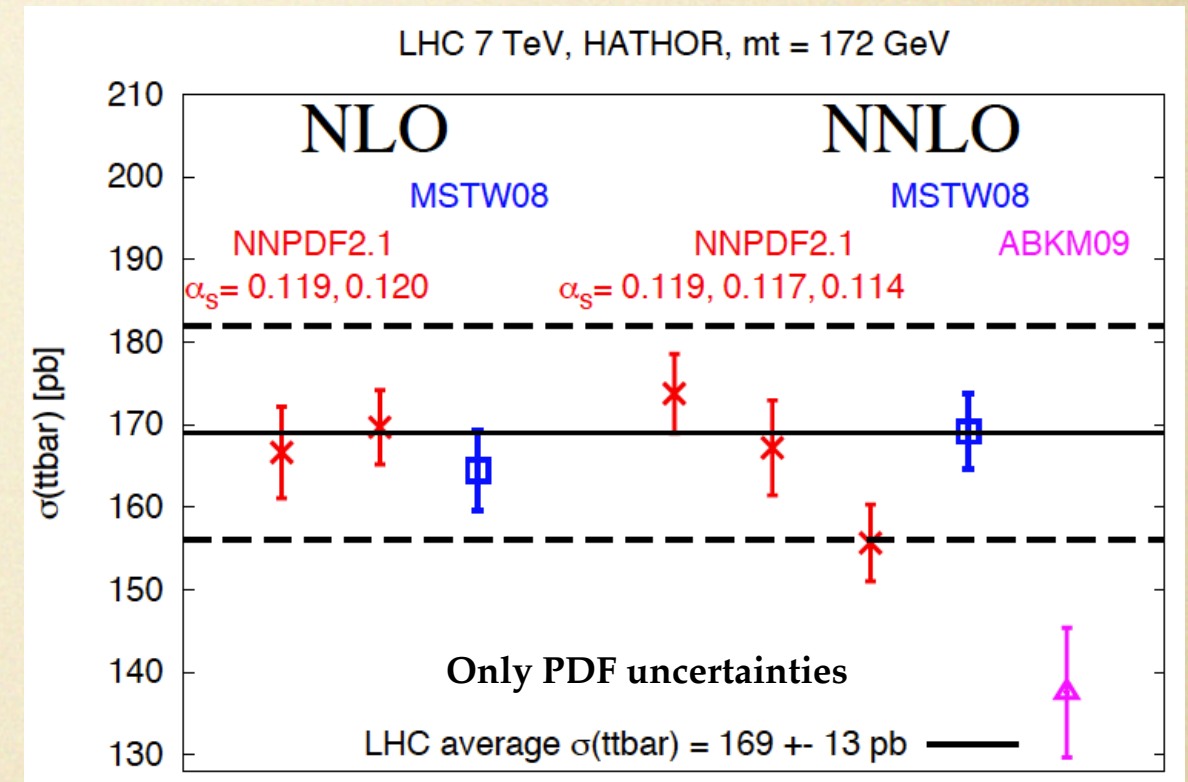 LHC 7 TeV, HATHOR, mt = 172 GeV
NLO NNLO
MSTW08 MSTW08
NNPDF2.1 NNPDF2.1 ABKM09
αS= 0.119, 0.120 αS= 0.119, 0.117, 0.114
σ(ttbar) [pb]
210
200
190
180
170
160
150
140
130
Only PDF uncertainties
LHC average σ(ttbar) = 169 +- 13 pb